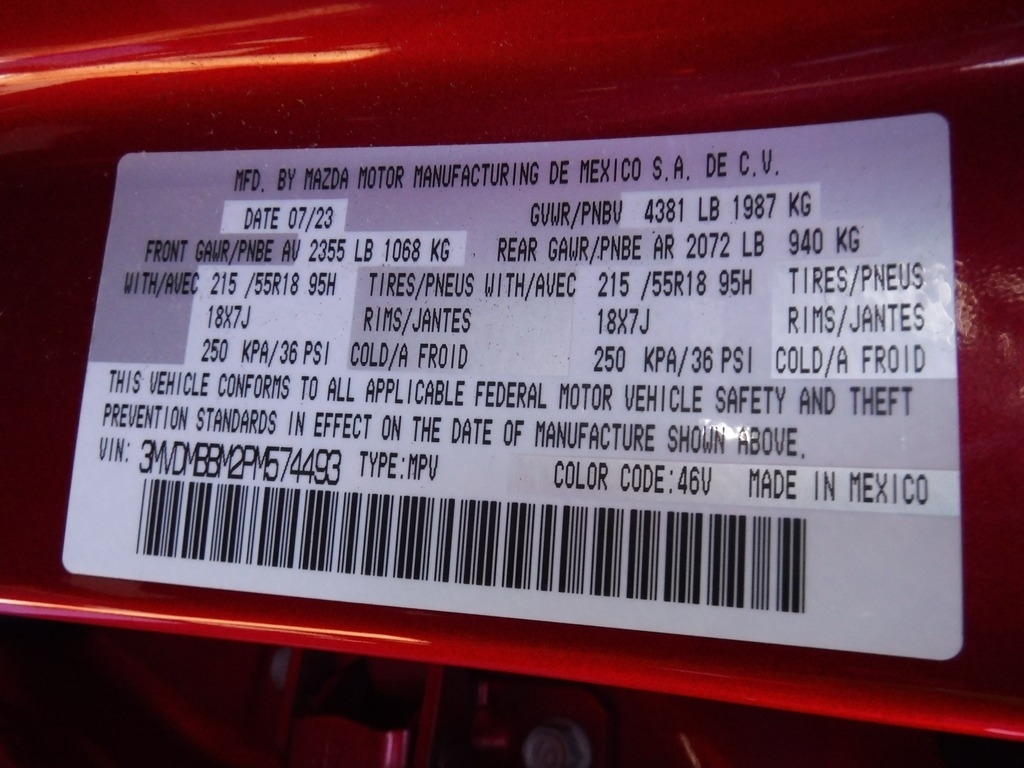 MFD. BY MAZDA MOTOR MANUFACTURING DE MEXICO S.A. DE C.V.
DATE 07/23 GVWR/PNBV 4381 LB 1987 KG
FRONT GAWR/PNBE AV 2355 LB 1068 KG REAR GAWR/PNBE AR 2072 LB 940 KG
WITH/AVEC 215 /55R18 95H TIRES/PNEUS WITH/AVEC 215 /55R18 95H TIRES/PNEUS
18X7J RIMS/JANTES 18X7J RIMS/JANTES
250 KPA/36 PSI COLD/A FROID 250 KPA/36 PSI COLD/A FROID
THIS VEHICLE CONFORMS TO ALL APPLICABLE FEDERAL MOTOR VEHICLE SAFETY AND THEFT
PREVENTION STANDARDS IN EFFECT ON THE DATE OF MANUFACTURE SHOWN ABOVE.
VIN: 3MVDMBBM2PM574493 TYPE:MPV COLOR CODE:46V MADE IN MEXICO